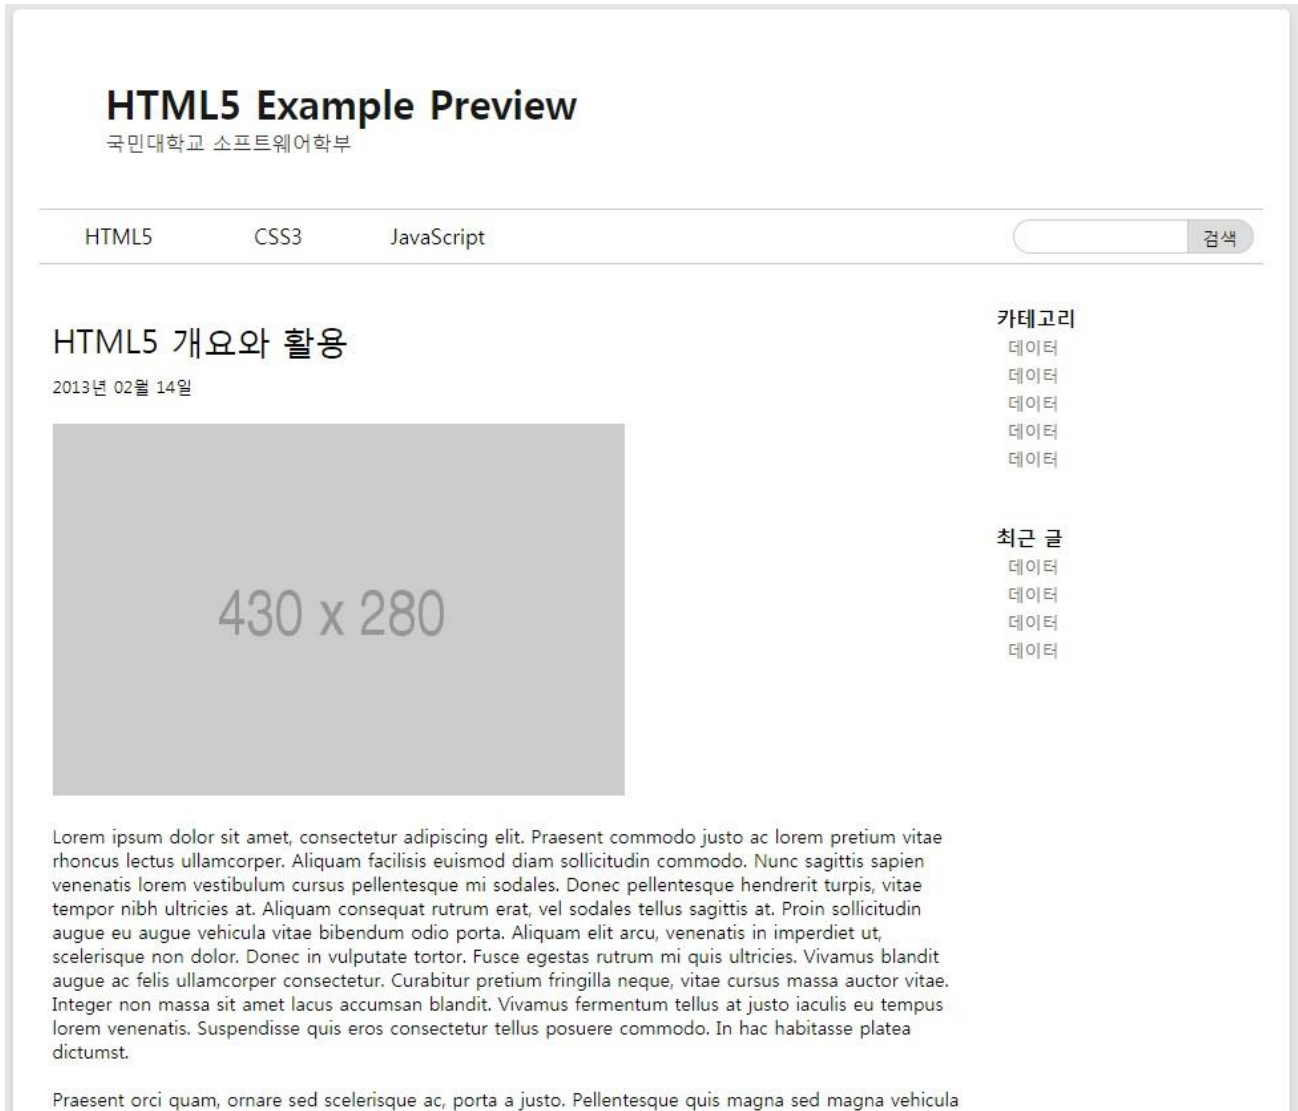 HTML5 Example Preview
국민대학교 소프트웨어학부
HTML5 CSS3 JavaScript 검색
HTML5 개요와 활용
2013년 02월 14일
430 x 280
Lorem ipsum dolor sit amet, consectetur adipiscing elit. Praesent commodo justo ac lorem pretium vitae
rhoncus lectus ullamcorper. Aliquam facilisis euismod diam sollicitudin commodo. Nunc sagittis sapien
venenatis lorem vestibulum cursus pellentesque mi sodales. Donec pellentesque hendrerit turpis, vitae
tempor nibh ultricies at. Aliquam consequat rutrum erat, vel sodales tellus sagittis at. Proin sollicitudin
augue eu augue vehicula vitae bibendum odio porta. Aliquam elit arcu, venenatis in imperdiet ut,
scelerisque non dolor. Donec in vulputate tortor. Fusce egestas rutrum mi quis ultricies. Vivamus blandit
augue ac felis ullamcorper consectetur. Curabitur pretium fringilla neque, vitae cursus massa auctor vitae.
Integer non massa sit amet lacus accumsan blandit. Vivamus fermentum tellus at justo iaculis eu tempus
lorem venenatis. Suspendisse quis eros consectetur tellus posuere commodo. In hac habitasse platea
dictumst.
Praesent orci quam, ornare sed scelerisque ac, porta a justo. Pellentesque quis magna sed magna vehicula
카테고리
데이터
데이터
데이터
데이터
데이터
최근 글
데이터
데이터
데이터
데이터